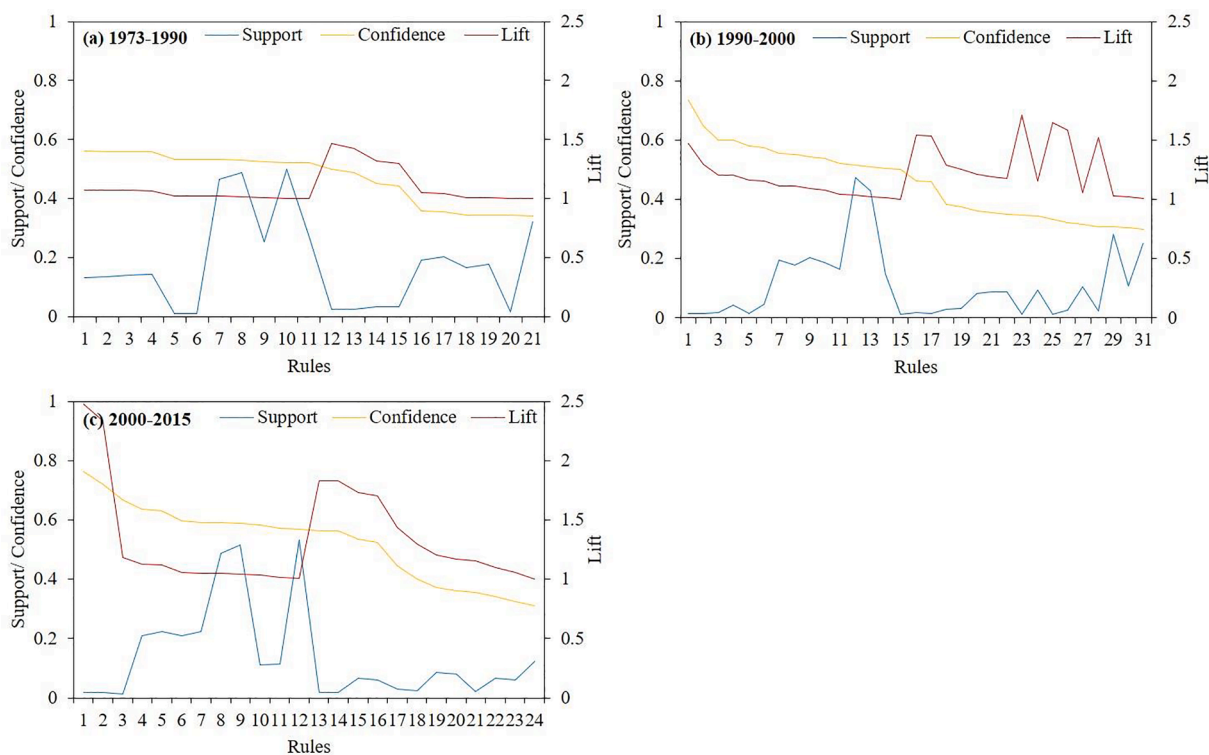 (a) 1973-1990 Support Confidence Lift
1
0.8
0.6
0.4
0.2
0
Support/ Confidence
2.5
2
1.5
1
0.5
0
Lift
1 2 3 4 5 6 7 8 9 10 11 12 13 14 15 16 17 18 19 20 21
Rules
(b) 1990-2000 Support Confidence Lift
1
0.8
0.6
0.4
0.2
0
Support/ Confidence
2.5
2
1.5
1
0.5
0
Lift
1 3 5 7 9 11 13 15 17 19 21 23 25 27 29 31
Rules
(c) 2000-2015 Support Confidence Lift
1
0.8
0.6
0.4
0.2
0
Support/ Confidence
2.5
2
1.5
1
0.5
0
Lift
1 2 3 4 5 6 7 8 9 10 11 12 13 14 15 16 17 18 19 20 21 22 23 24
Rules